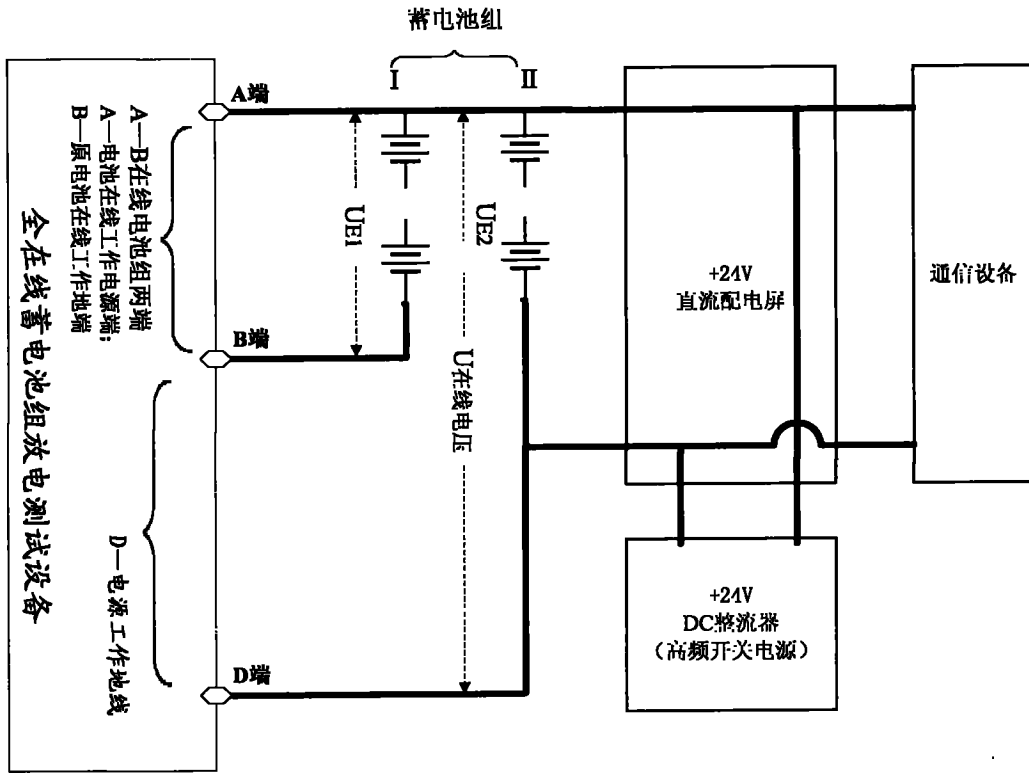 蓄电池组
I
II
A端
A—B在线电池组两端
A—电池在线工作电源端；
B—原电池在线工作地端
UE1
UE2
+24V
直流配电屏
通信设备
全在线蓄电池组放电测试设备
B端
U在线电压
D—电源工作地线
+24V
DC整流器
（高频开关电源）
D端